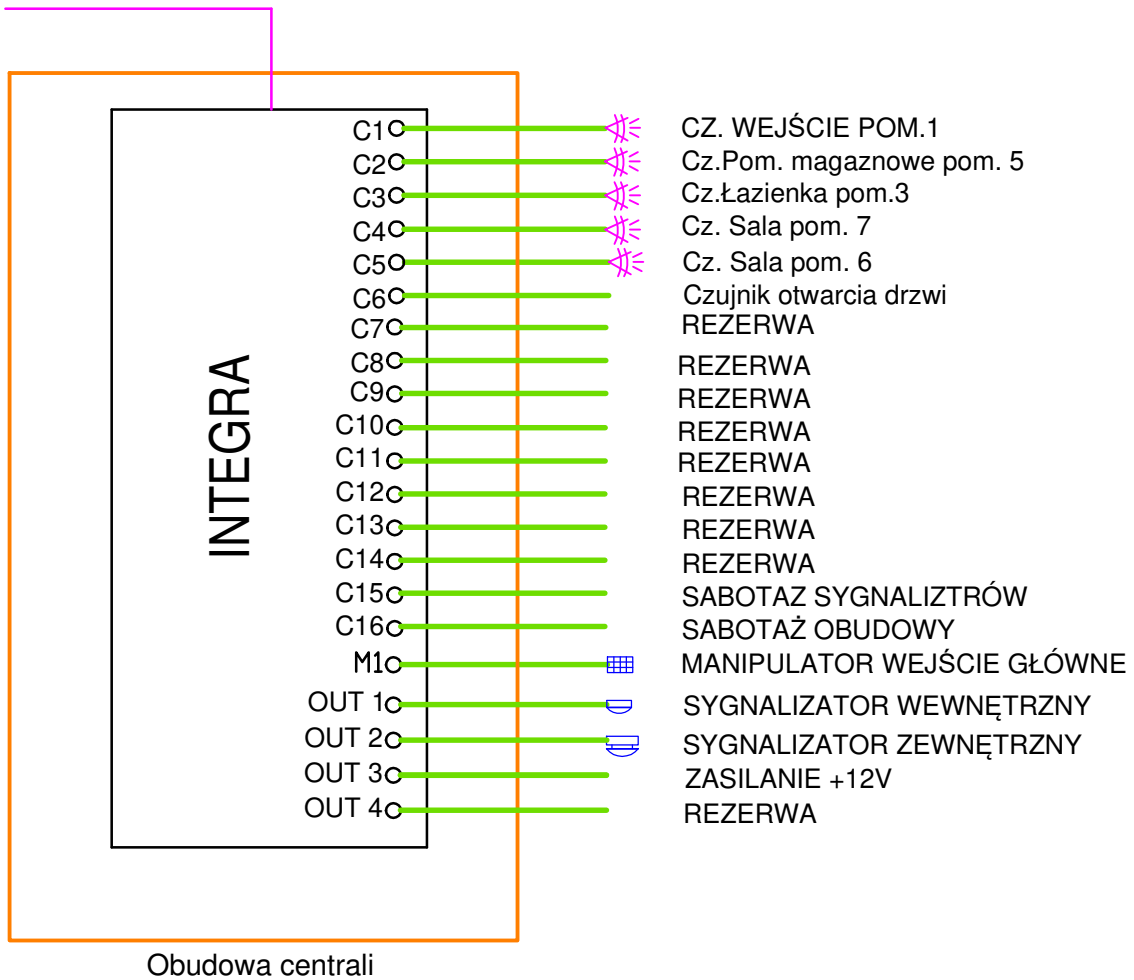 C1 CZ. WEJŚCIE POM.1
C2 Cz.Pom. magaznowe pom. 5
C3 Cz.Łazienka pom.3
C4 Cz. Sala pom. 7
C5 Cz. Sala pom. 6
C6 Czujnik otwarcia drzwi
C7 REZERWA
C8 REZERWA
C9 REZERWA
C10 REZERWA
C11 REZERWA
C12 REZERWA
C13 REZERWA
C14 REZERWA
C15 SABOTAZ SYGNALIZTRÓW
C16 SABOTAŻ OBUDOWY
M1 MANIPULATOR WEJŚCIE GŁÓWNE
OUT 1 SYGNALIZATOR WEWNĘTRZNY
OUT 2 SYGNALIZATOR ZEWNĘTRZNY
OUT 3 ZASILANIE +12V
OUT 4 REZERWA
INTEGRA
Obudowa centrali